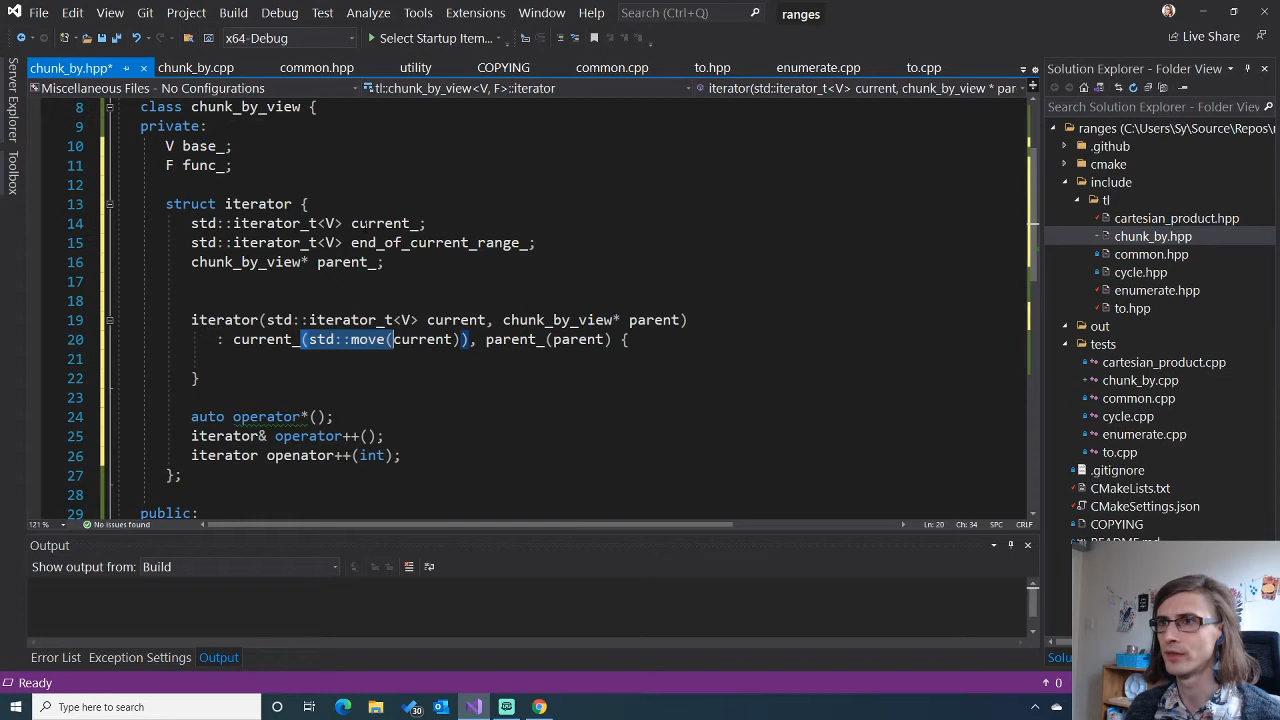 File Edit View Git Project Build Debug Test Analyze Tools Extensions Window Help Search (Ctrl+Q) ranges
x64-Debug Select Startup Item... Live Share
chunk_by.hpp* chunk_by.cpp common.hpp utility COPYING common.cpp to.hpp enumerate.cpp to.cpp
Miscellaneous Files - No Configurations tl::chunk_by_view<V, F>::iterator iterator(std::iterator_t<V> current, chunk_by_view * par
Server Explorer
Toolbox
8 class chunk_by_view {
9 private:
10 V base_;
11 F func_;
12
13 struct iterator {
14 std::iterator_t<V> current_;
15 std::iterator_t<V> end_of_current_range_;
16 chunk_by_view* parent_;
17
18
19 iterator(std::iterator_t<V> current, chunk_by_view* parent)
20 : current_(std::move(current)), parent_(parent) {
21
22 }
23
24 auto operator*();
25 iterator& operator++();
26 iterator openator++(int);
27 };
28
29 public:
121 % No issues found Ln: 20 Ch: 34 SPC CRLF
Output
Show output from: Build
Error List Exception Settings Output
Solution Explorer - Folder View
Search Solution Explorer - Folder View
ranges (C:\Users\Sy\Source\Repos\r
.github
cmake
include
tl
cartesian_product.hpp
chunk_by.hpp
common.hpp
cycle.hpp
enumerate.hpp
to.hpp
out
tests
cartesian_product.cpp
chunk_by.cpp
common.cpp
cycle.cpp
enumerate.cpp
to.cpp
.gitignore
CMakeLists.txt
CMakeSettings.json
COPYING
README.md
Solu
Ready 0
Type here to search 30